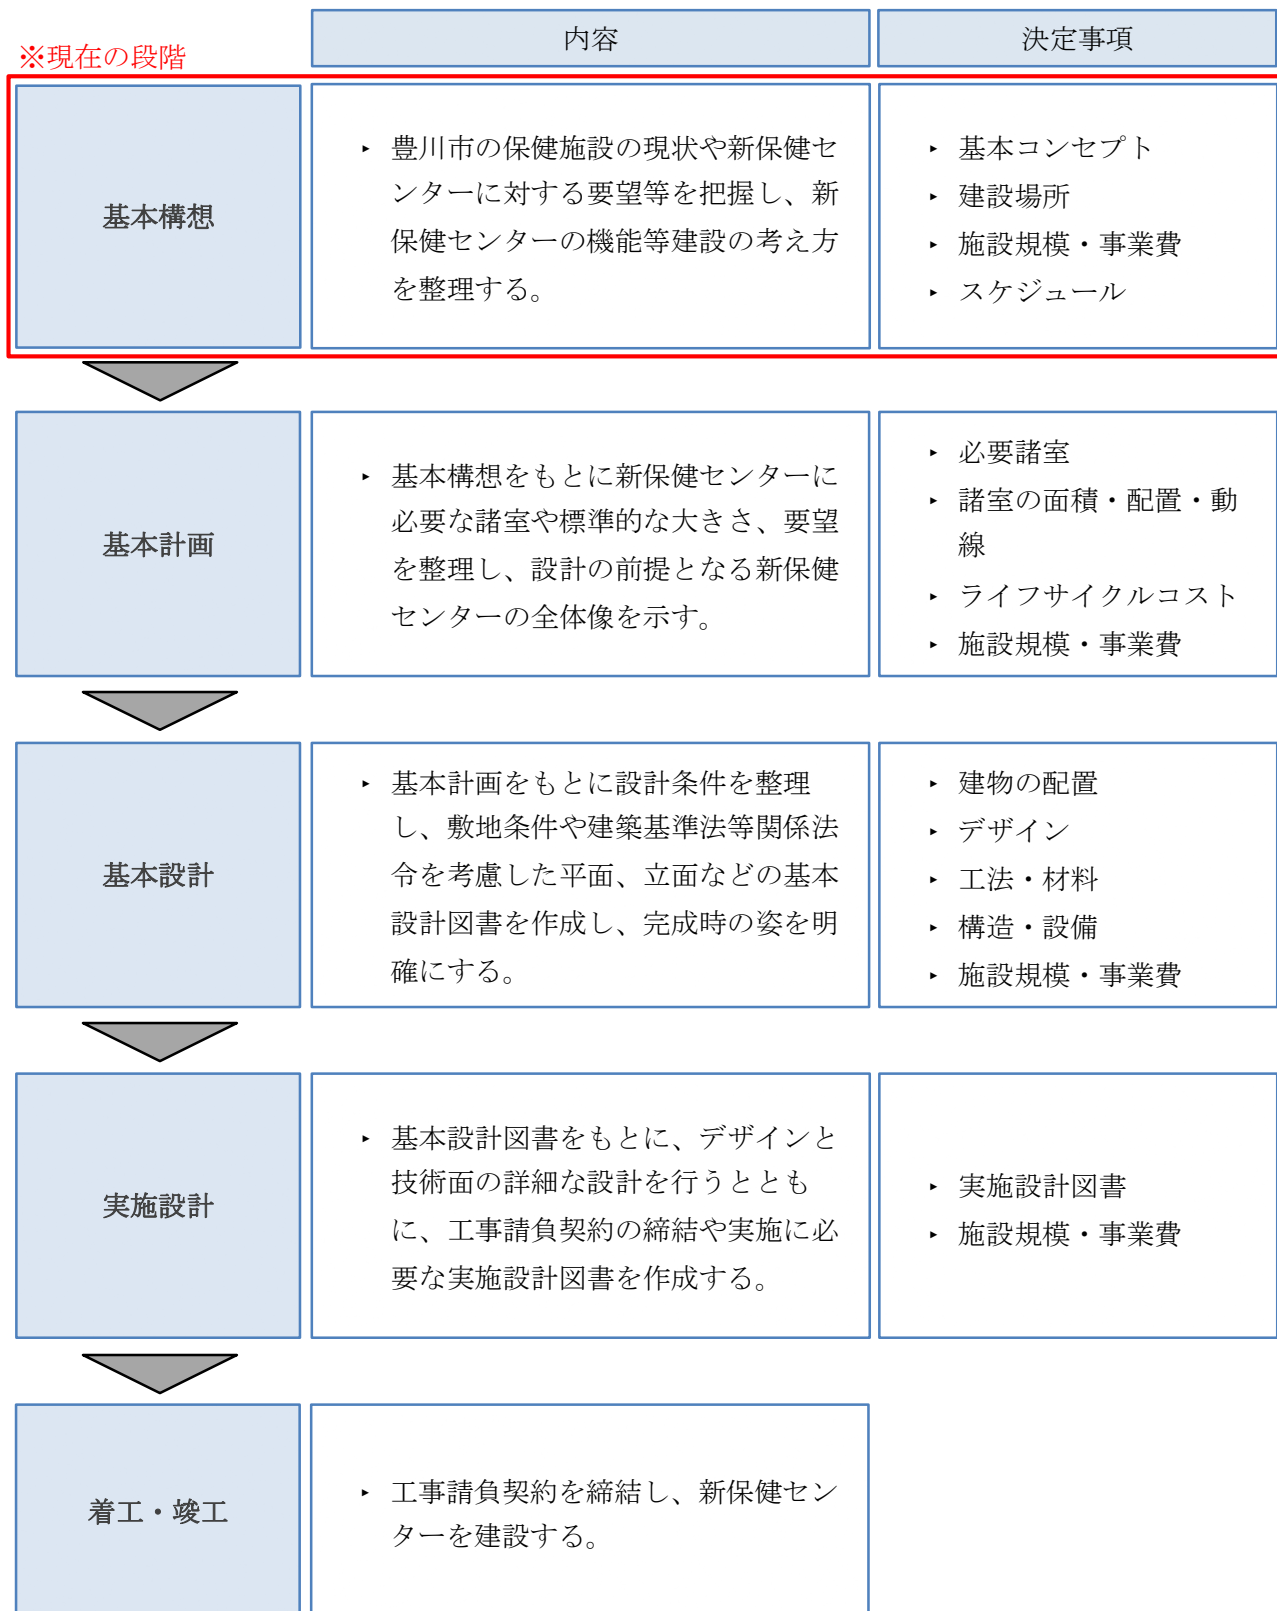 内容
決定事項
※現在の段階
基本構想
‣ 豊川市の保健施設の現状や新保健セ
ンターに対する要望等を把握し、新
保健センターの機能等建設の考え方
を整理する。
‣ 基本コンセプト
‣ 建設場所
‣ 施設規模・事業費
‣ スケジュール
基本計画
‣ 基本構想をもとに新保健センターに
必要な諸室や標準的な大きさ、要望
を整理し、設計の前提となる新保健
センターの全体像を示す。
‣ 必要諸室
‣ 諸室の面積・配置・動
線
‣ ライフサイクルコスト
‣ 施設規模・事業費
基本設計
‣ 基本計画をもとに設計条件を整理
し、敷地条件や建築基準法等関係法
令を考慮した平面、立面などの基本
設計図書を作成し、完成時の姿を明
確にする。
‣ 建物の配置
‣ デザイン
‣ 工法・材料
‣ 構造・設備
‣ 施設規模・事業費
実施設計
‣ 基本設計図書をもとに、デザインと
技術面の詳細な設計を行うととも
に、工事請負契約の締結や実施に必
要な実施設計図書を作成する。
‣ 実施設計図書
‣ 施設規模・事業費
着工・竣工
‣ 工事請負契約を締結し、新保健セン
ターを建設する。